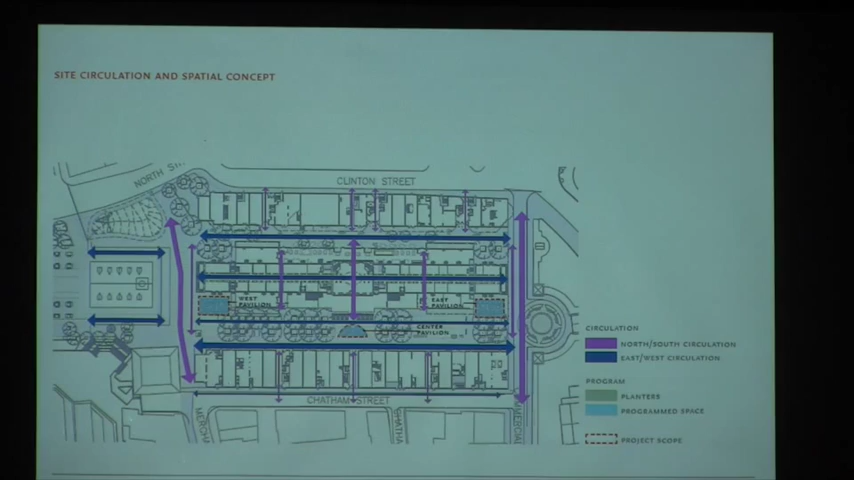 SITE CIRCULATION AND SPATIAL CONCEPT
NORTH ST
CLINTON STREET
WEST
PAVILION
EAST
PAVILION
CENTER
PAVILION
CHATHAM STREET
CIRCULATION
NORTH/SOUTH CIRCULATION
EAST/WEST CIRCULATION
PROGRAM
PLANTERS
PROGRAMMED SPACE
PROJECT SCOPE